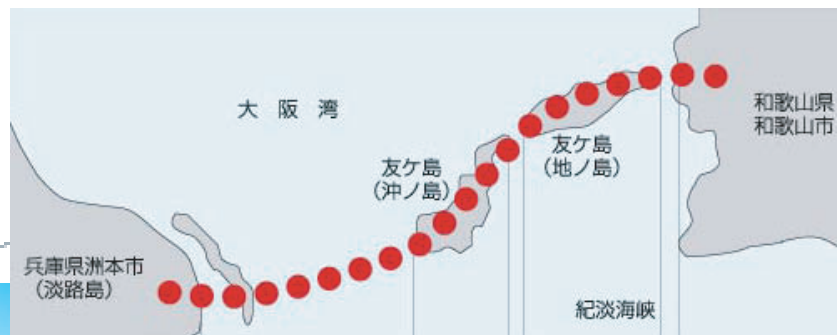 大 阪 湾
和歌山県
和歌山市
友ケ島
(地ノ島)
友ケ島
(沖ノ島)
兵庫県洲本市
(淡路島)
紀淡海峡